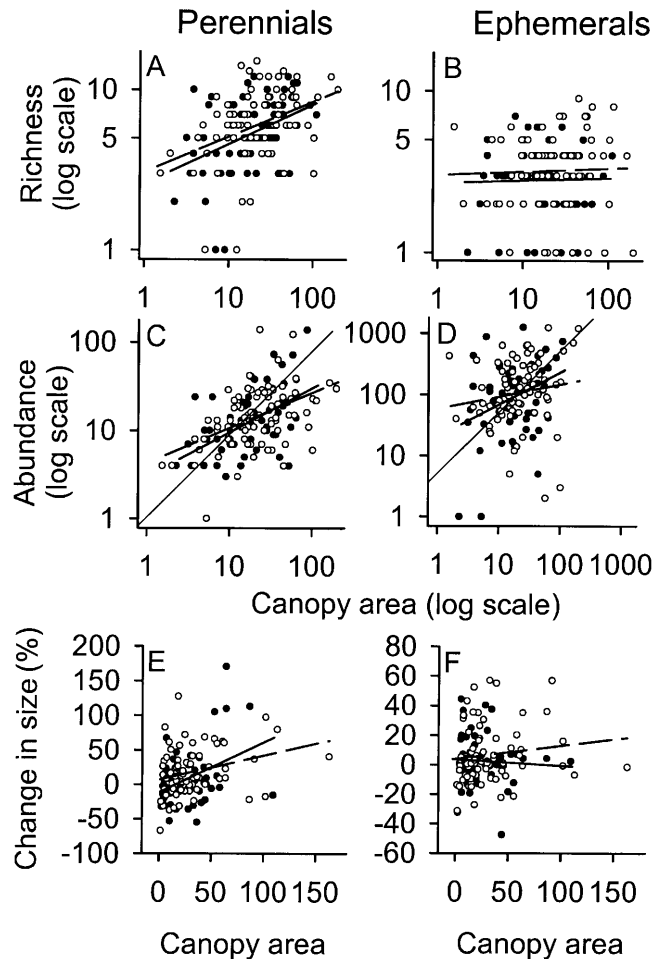 Perennials Ephemerals
A
B
Richness
(log scale)
10
5
1
10
5
1
1 10 100
1 10 100
C
D
Abundance
(log scale)
100
10
1
1000
100
10
1
1 10 100
1 10 100 1000
Canopy area (log scale)
E
F
Change in size (%)
200
150
100
50
0
-50
-100
80
60
40
20
0
-20
-40
-60
0 50 100 150
0 50 100 150
Canopy area Canopy area